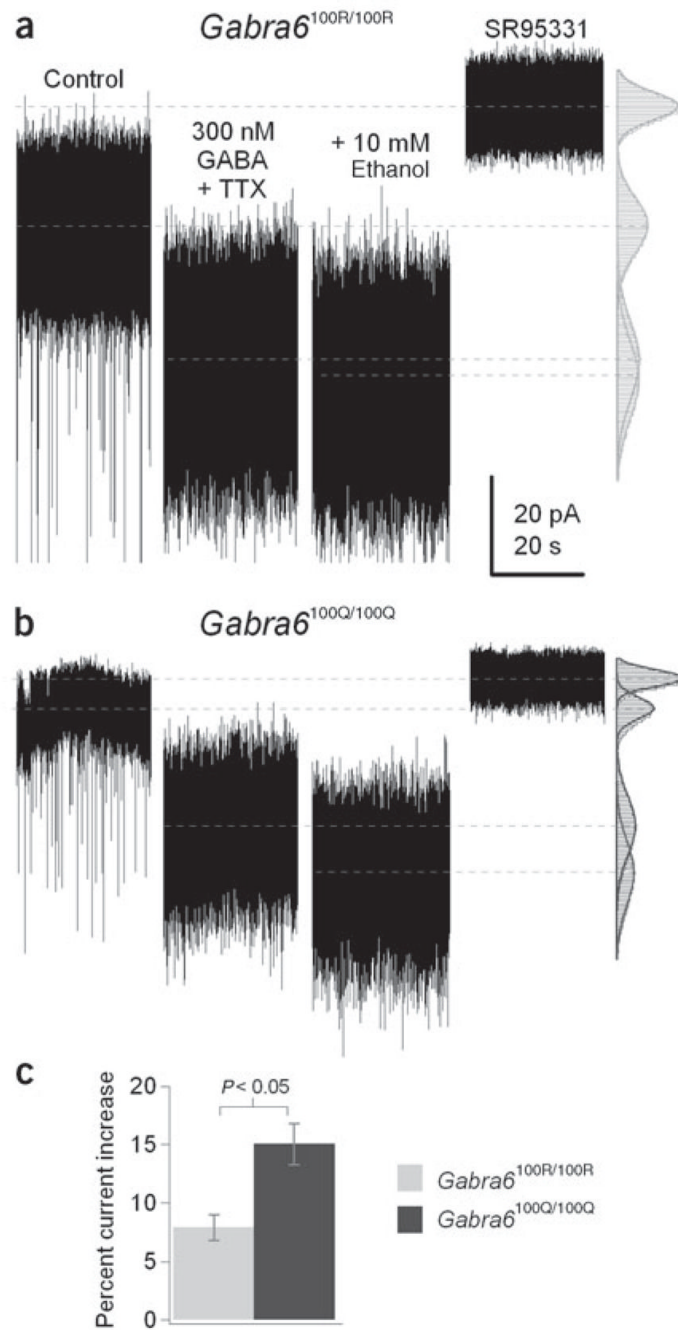 a
Gabra6100R/100R
SR95331
Control
300 nM
GABA
+ TTX
+ 10 mM
Ethanol
20 pA
20 s
b
Gabra6100Q/100Q
c
Percent current increase
20
15
10
5
0
P< 0.05
Gabra6100R/100R
Gabra6100Q/100Q